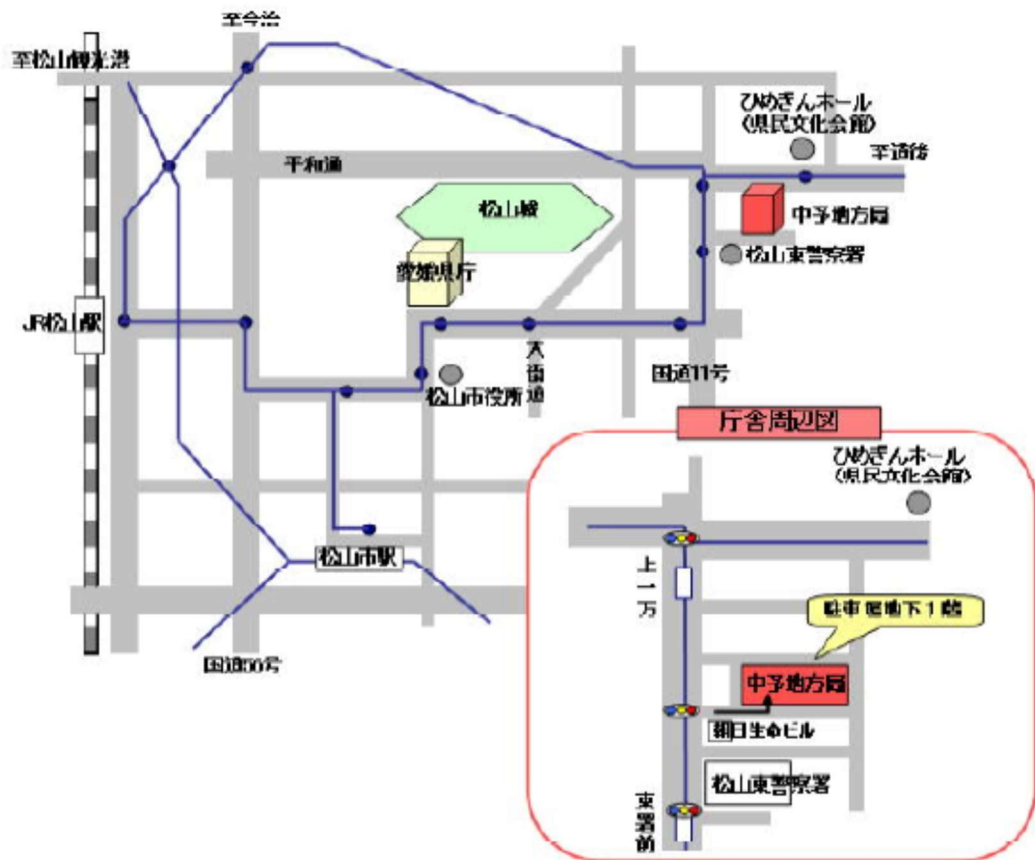 至今治
至松山観光港
ひめぎんホール
(県民文化会館)
至道後
平和通
松山城
中予地方局
愛媛県庁
松山東警察署
JR松山駅
大街道
国道11号
松山市役所
庁舎周辺図
ひめぎんホール
(県民文化会館)
松山市駅
上一万
駐車場地下1階
国道56号
中予地方局
朝日生命ビル
松山東警察署
東署前